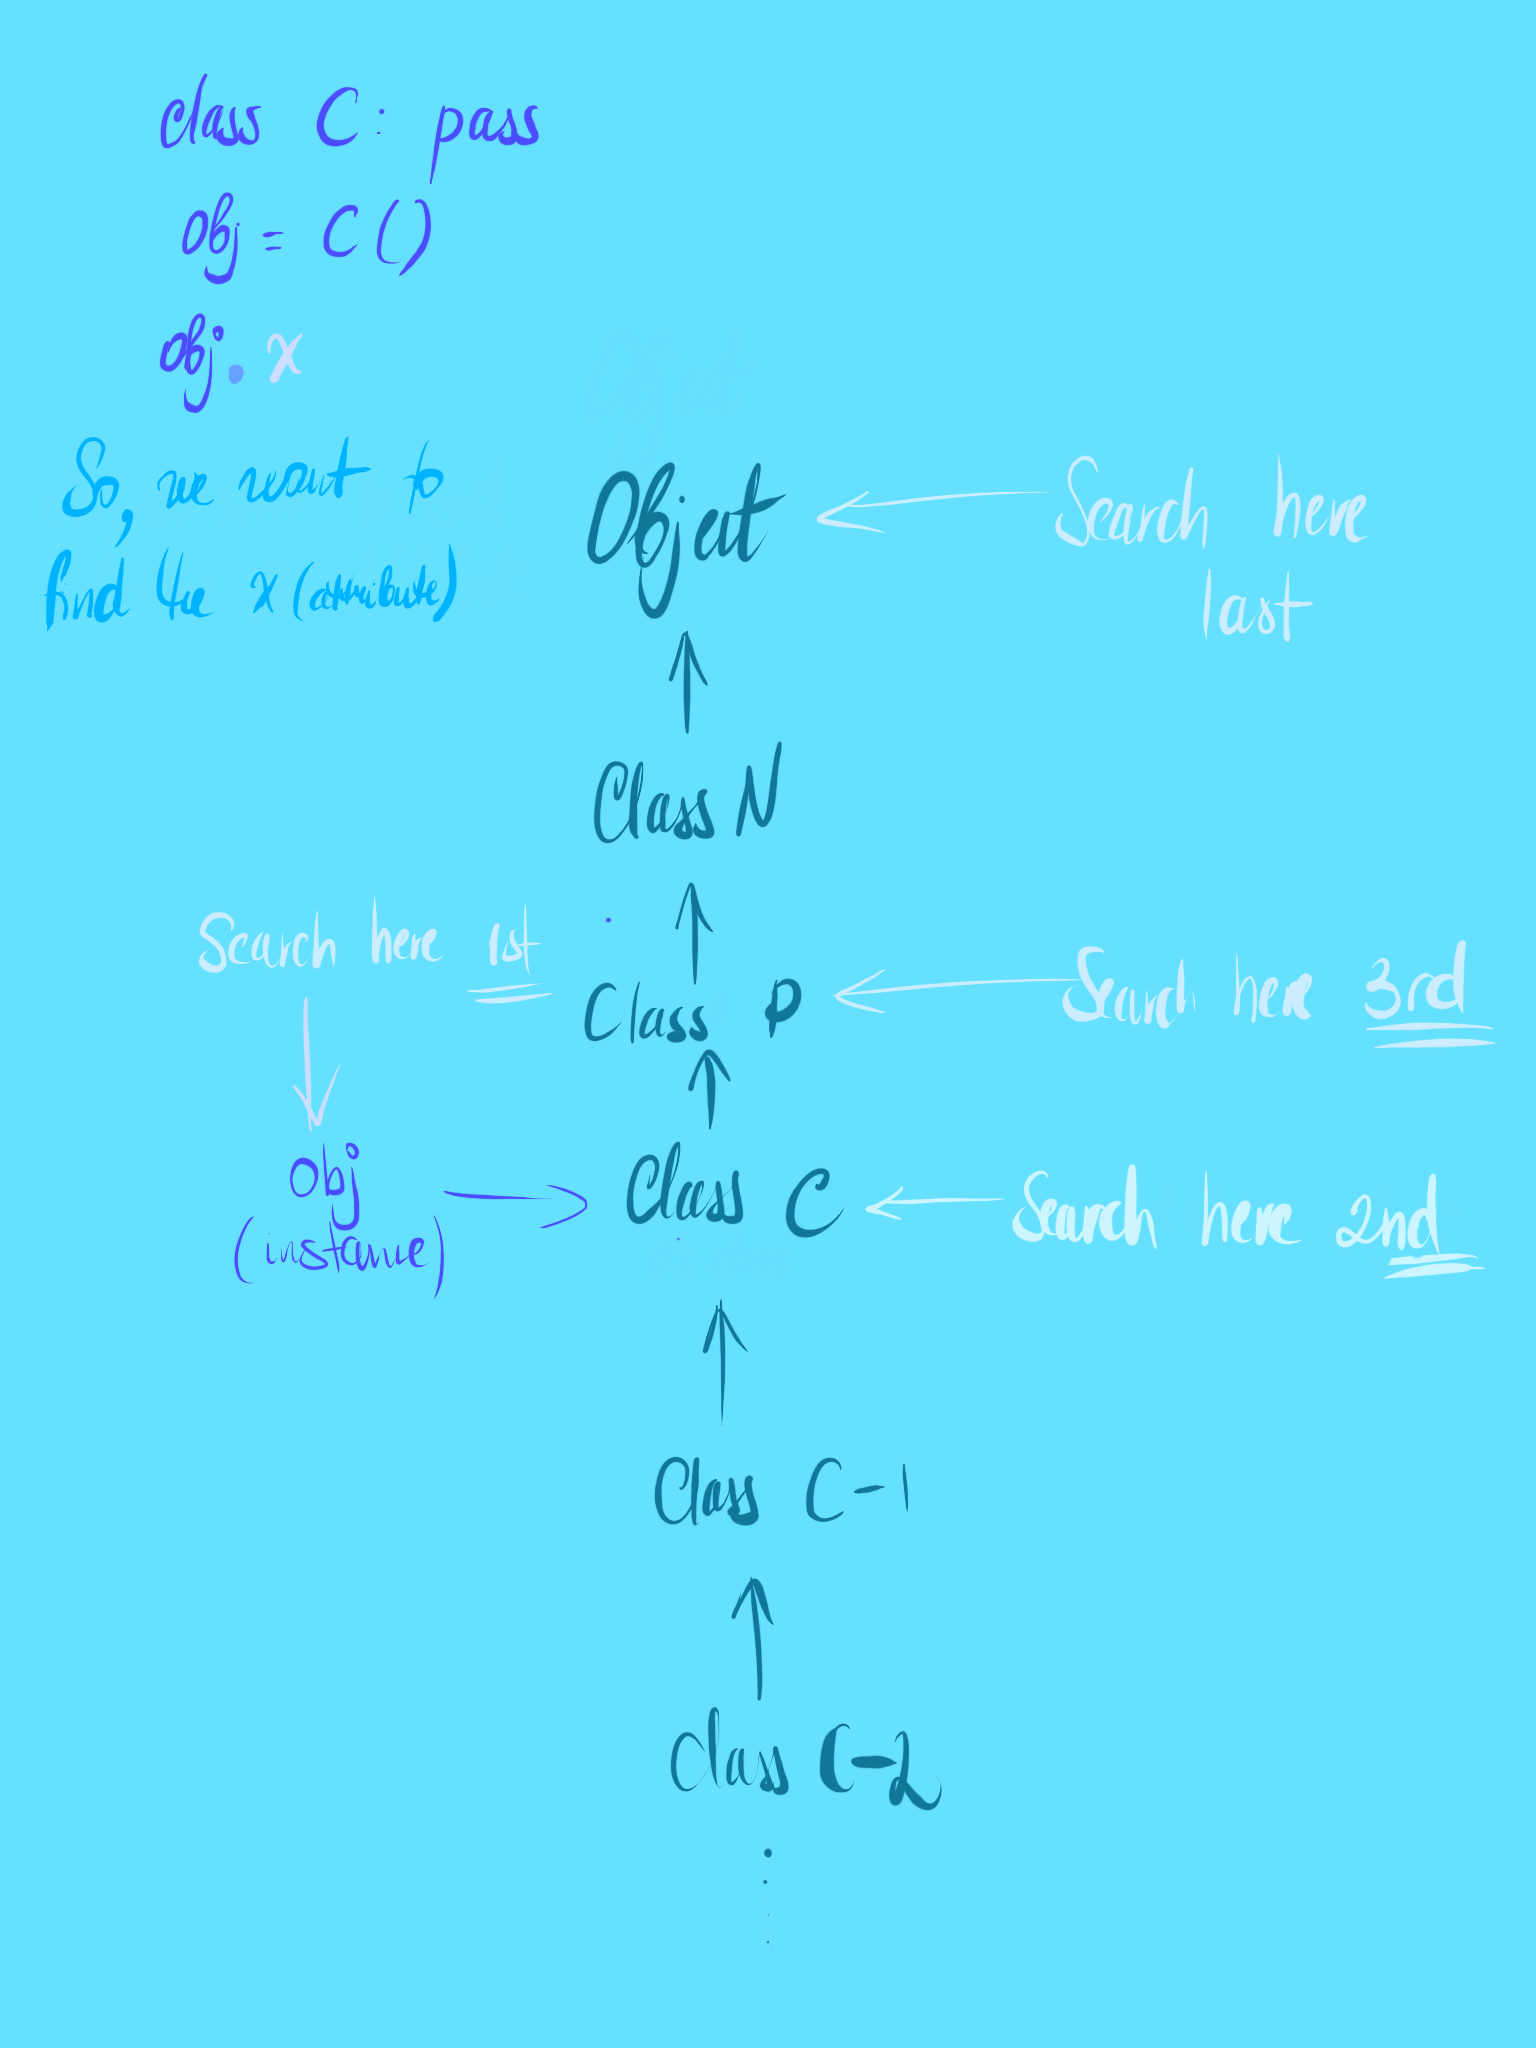 class C: pass
obj = C()
obj. x
So, we want to
find the x (attribute)
Object
Search here
last
Class N
Search here 1st
Class P
Search here 3rd
Obj
(instance)
Class C
Search here 2nd
Class C-1
Class C-2